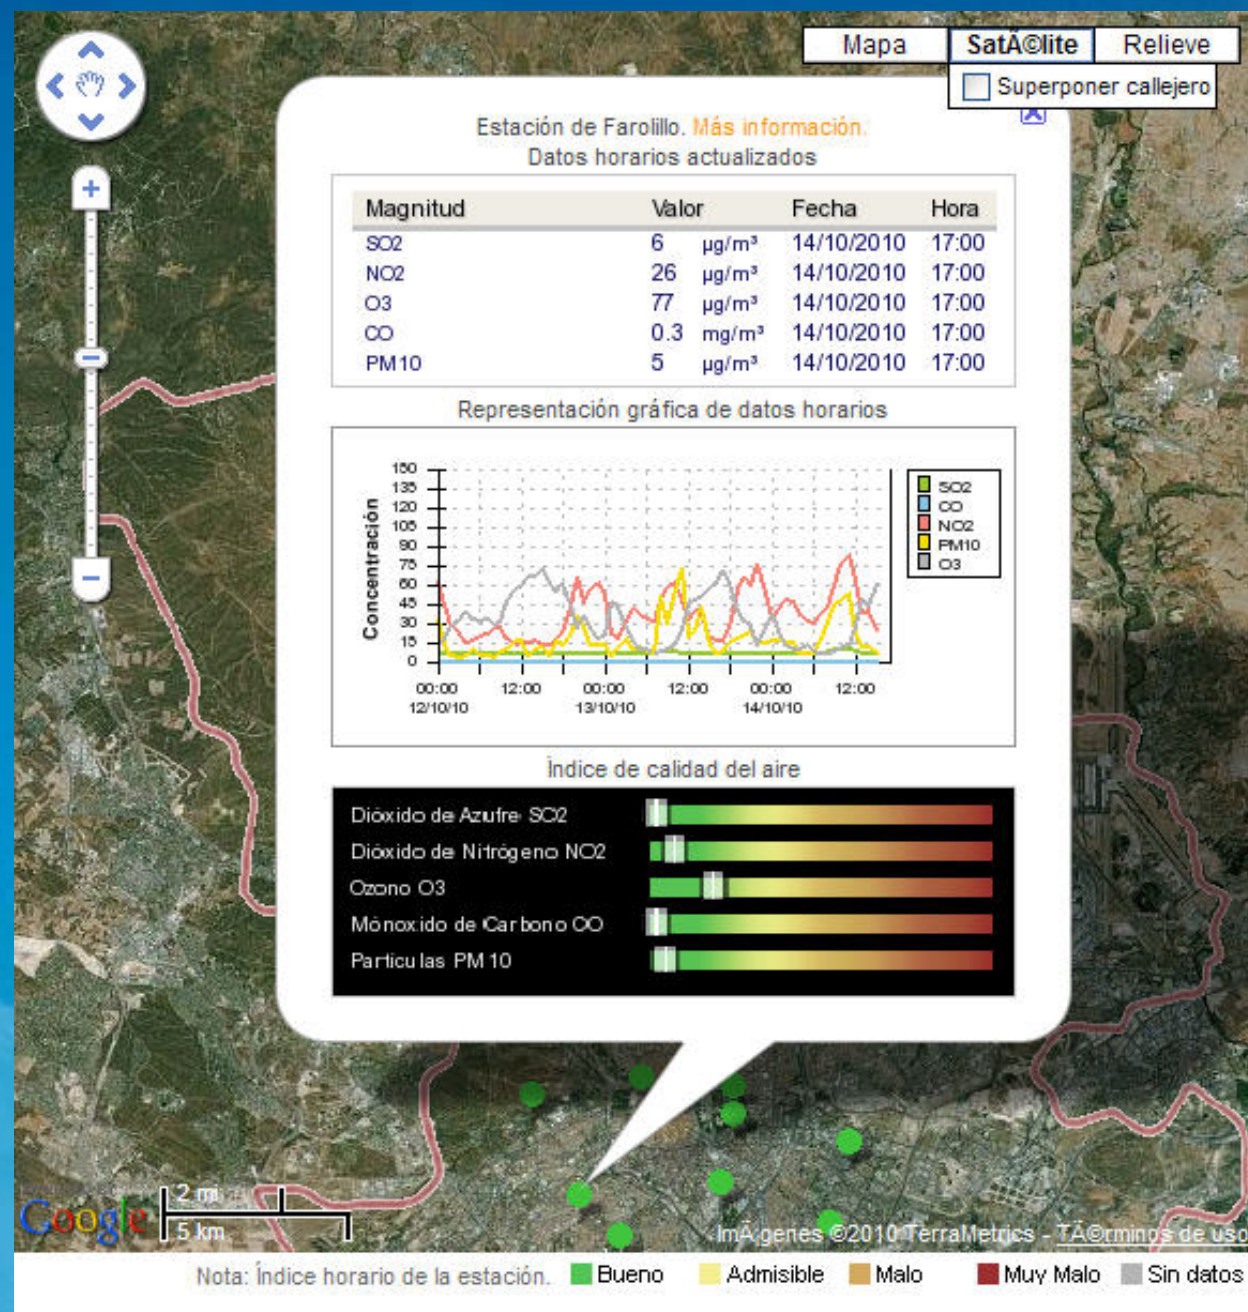 Mapa SatÃ©lite Relieve
Superponer callejero
Estación de Farolillo. Más información.
Datos horarios actualizados
Magnitud Valor Fecha Hora
SO2 6 µg/m³ 14/10/2010 17:00
NO2 26 µg/m³ 14/10/2010 17:00
O3 77 µg/m³ 14/10/2010 17:00
CO 0.3 mg/m³ 14/10/2010 17:00
PM10 5 µg/m³ 14/10/2010 17:00
Representación gráfica de datos horarios
Concentración
150
135
120
105
90
75
60
45
30
15
0
00:00 12:00 00:00 12:00 00:00 12:00
12/10/10 13/10/10 14/10/10
SO2
CO
NO2
PM10
O3
Índice de calidad del aire
Dióxido de Azufre SO2
Dióxido de Nitrógeno NO2
Ozono O3
Mónoxido de Carbono CO
Particulas PM10
2 mi
Google
5 km
ImÃ¡genes ©2010 TerraMetrics - TÃ©rminos de uso
Nota: Índice horario de la estación. Bueno Admisible Malo Muy Malo Sin datos